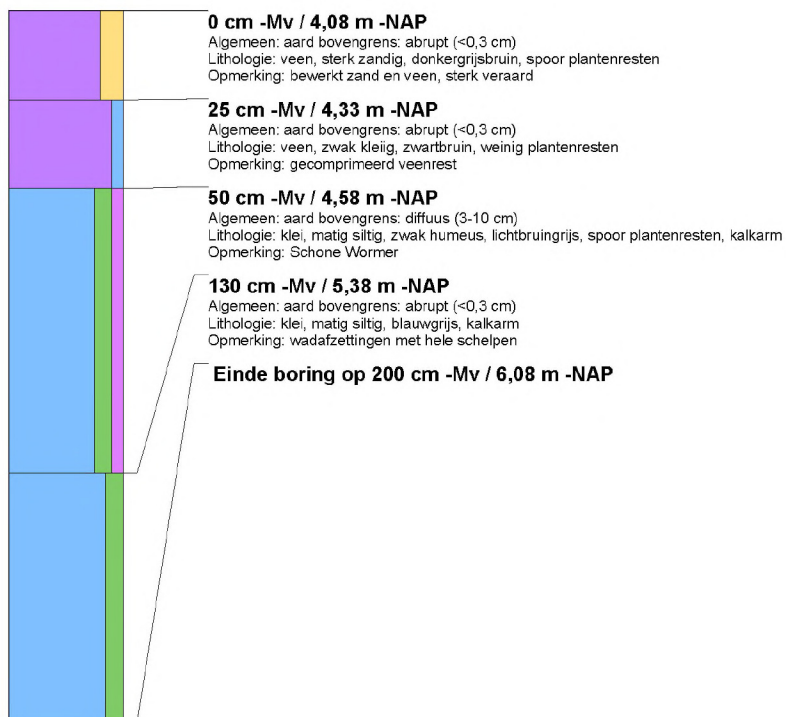 0 cm -Mv / 4,08 m -NAP
Algemeen: aard bovengrens: abrupt (<0,3 cm)
Lithologie: veen, sterk zandig, donkergrijsbruin, spoor plantenresten
Opmerking: bewerkt zand en veen, sterk veraard
25 cm -Mv / 4,33 m -NAP
Algemeen: aard bovengrens: abrupt (<0,3 cm)
Lithologie: veen, zwak kleiig, zwartbruin, weinig plantenresten
Opmerking: gecomprimeerd veenrest
50 cm -Mv / 4,58 m -NAP
Algemeen: aard bovengrens: diffuus (3-10 cm)
Lithologie: klei, matig siltig, zwak humeus, lichtbruingrijs, spoor plantenresten, kalkarm
Opmerking: Schone Wormer
130 cm -Mv / 5,38 m -NAP
Algemeen: aard bovengrens: abrupt (<0,3 cm)
Lithologie: klei, matig siltig, blauwgrijs, kalkarm
Opmerking: wadafzettingen met hele schelpen
Einde boring op 200 cm -Mv / 6,08 m -NAP